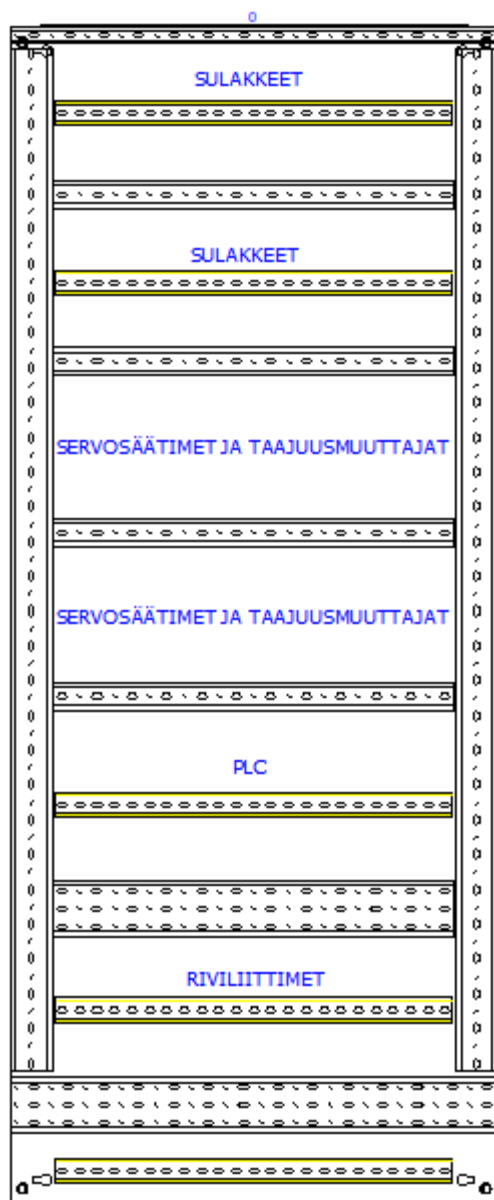 0
SULAKKEET
SULAKKEET
SERVOSÄÄTIMET JA TAAJUUSMUUTTAJAT
SERVOSÄÄTIMET JA TAAJUUSMUUTTAJAT
PLC
RIVILIITTIMET